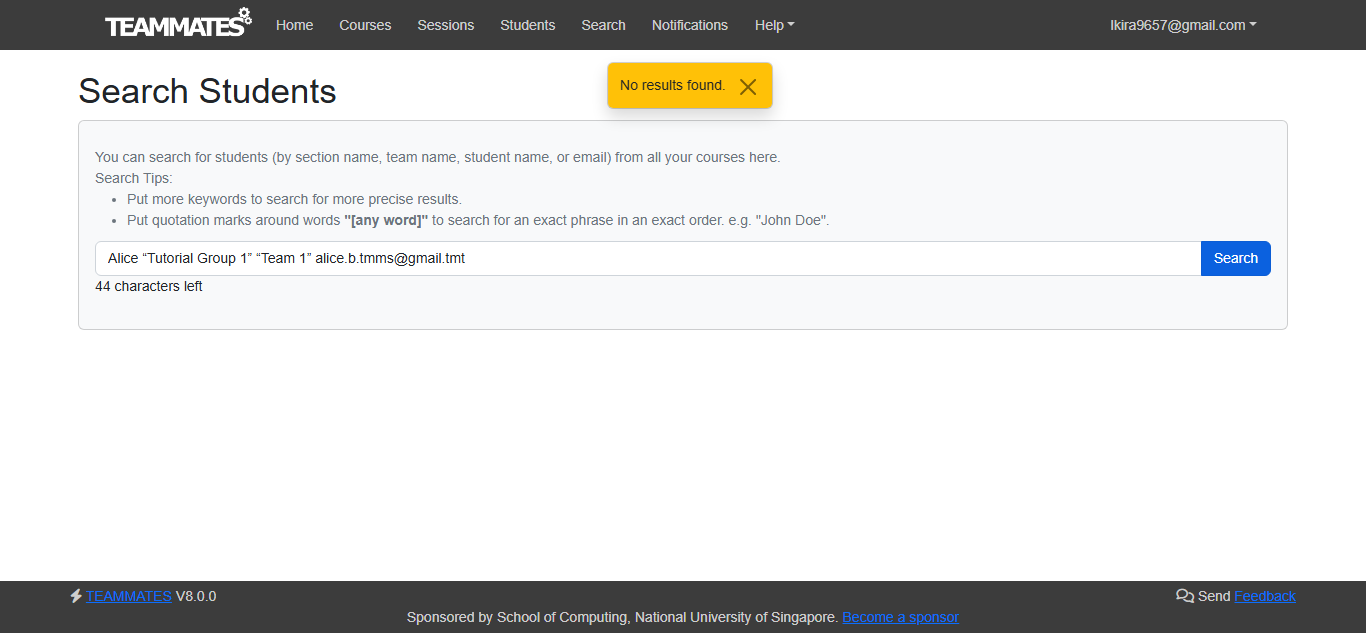 TEAMMATES Home Courses Sessions Students Search Notifications Help lkira9657@gmail.com
No results found.
Search Students
You can search for students (by section name, team name, student name, or email) from all your courses here.
Search Tips:
• Put more keywords to search for more precise results.
• Put quotation marks around words "[any word]" to search for an exact phrase in an exact order. e.g. "John Doe".
Alice “Tutorial Group 1” “Team 1” alice.b.tmms@gmail.tmt Search
44 characters left
TEAMMATES V8.0.0 Send Feedback
Sponsored by School of Computing, National University of Singapore. Become a sponsor